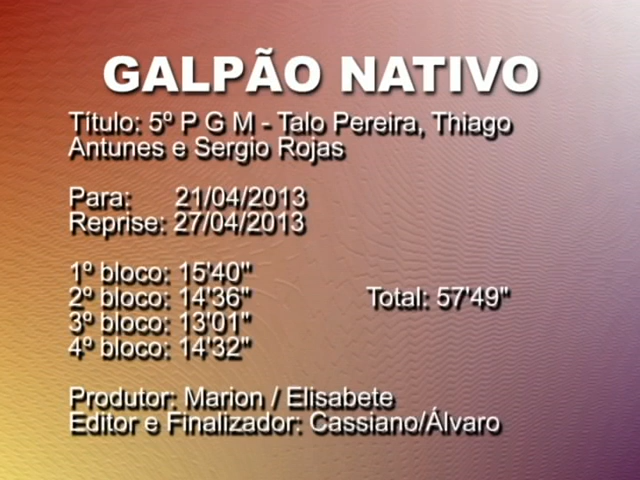 GALPÃO NATIVO
Título: 5º P G M - Talo Pereira, Thiago
Antunes e Sergio Rojas
Para: 21/04/2013
Reprise: 27/04/2013
1º bloco: 15'40"
2º bloco: 14'36" Total: 57'49"
3º bloco: 13'01"
4º bloco: 14'32"
Produtor: Marion / Elisabete
Editor e Finalizador: Cassiano/Álvaro